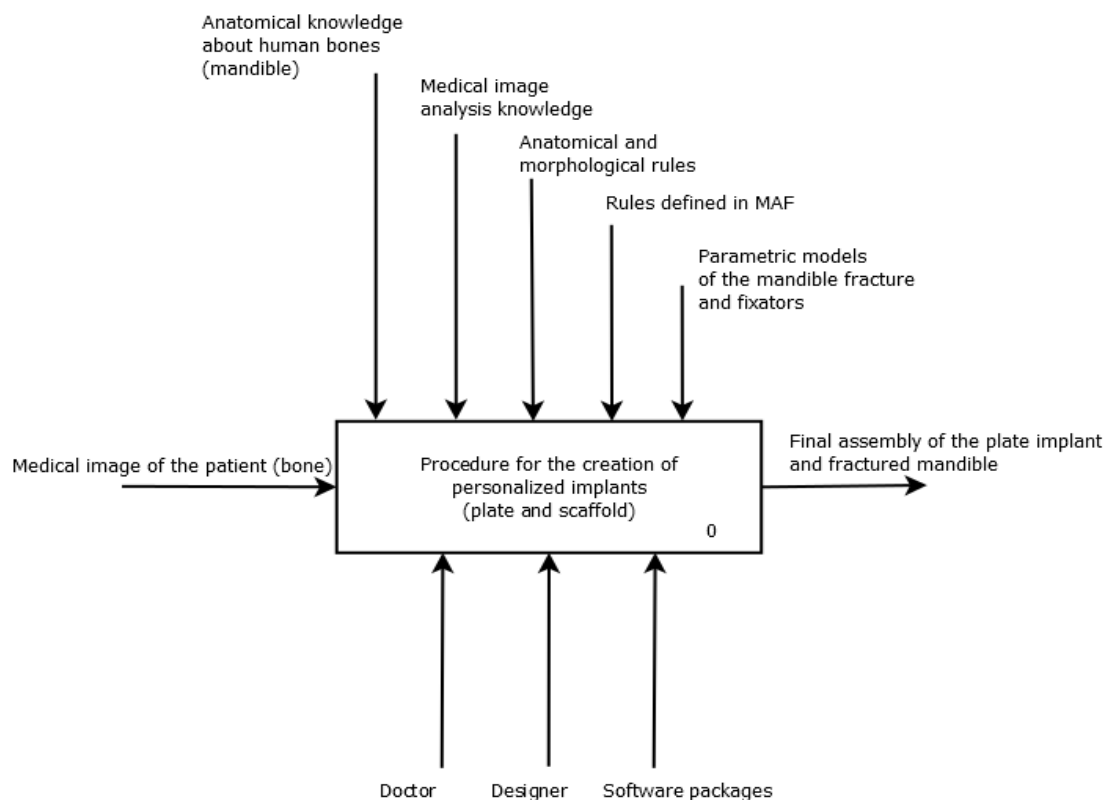 Anatomical knowledge
about human bones
(mandible)
Medical image
analysis knowledge
Anatomical and
morphological rules
Rules defined in MAF
Parametric models
of the mandible fracture
and fixators
Medical image of the patient (bone)
Procedure for the creation of
personalized implants
(plate and scaffold)
0
Final assembly of the plate implant
and fractured mandible
Doctor
Designer
Software packages